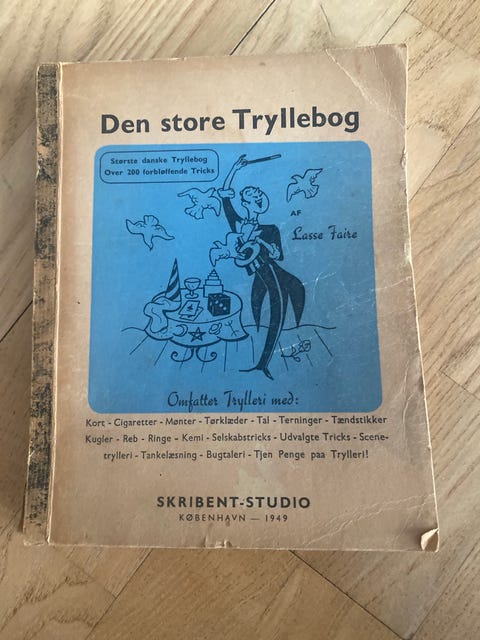 Den store Tryllebog
Største danske Tryllebog
Over 200 forbløffende Tricks
AF
Lasse Faire
Omfatter Trylleri med:
Kort - Cigaretter - Mønter - Tørklæder - Tal - Terninger - Tændstikker
Kugler - Reb - Ringe - Kemi - Selskabstricks - Udvalgte Tricks - Scene-
trylleri - Tankelæsning - Bugtaleri - Tjen Penge paa Trylleri!
SKRIBENT-STUDIO
KØBENHAVN — 1949